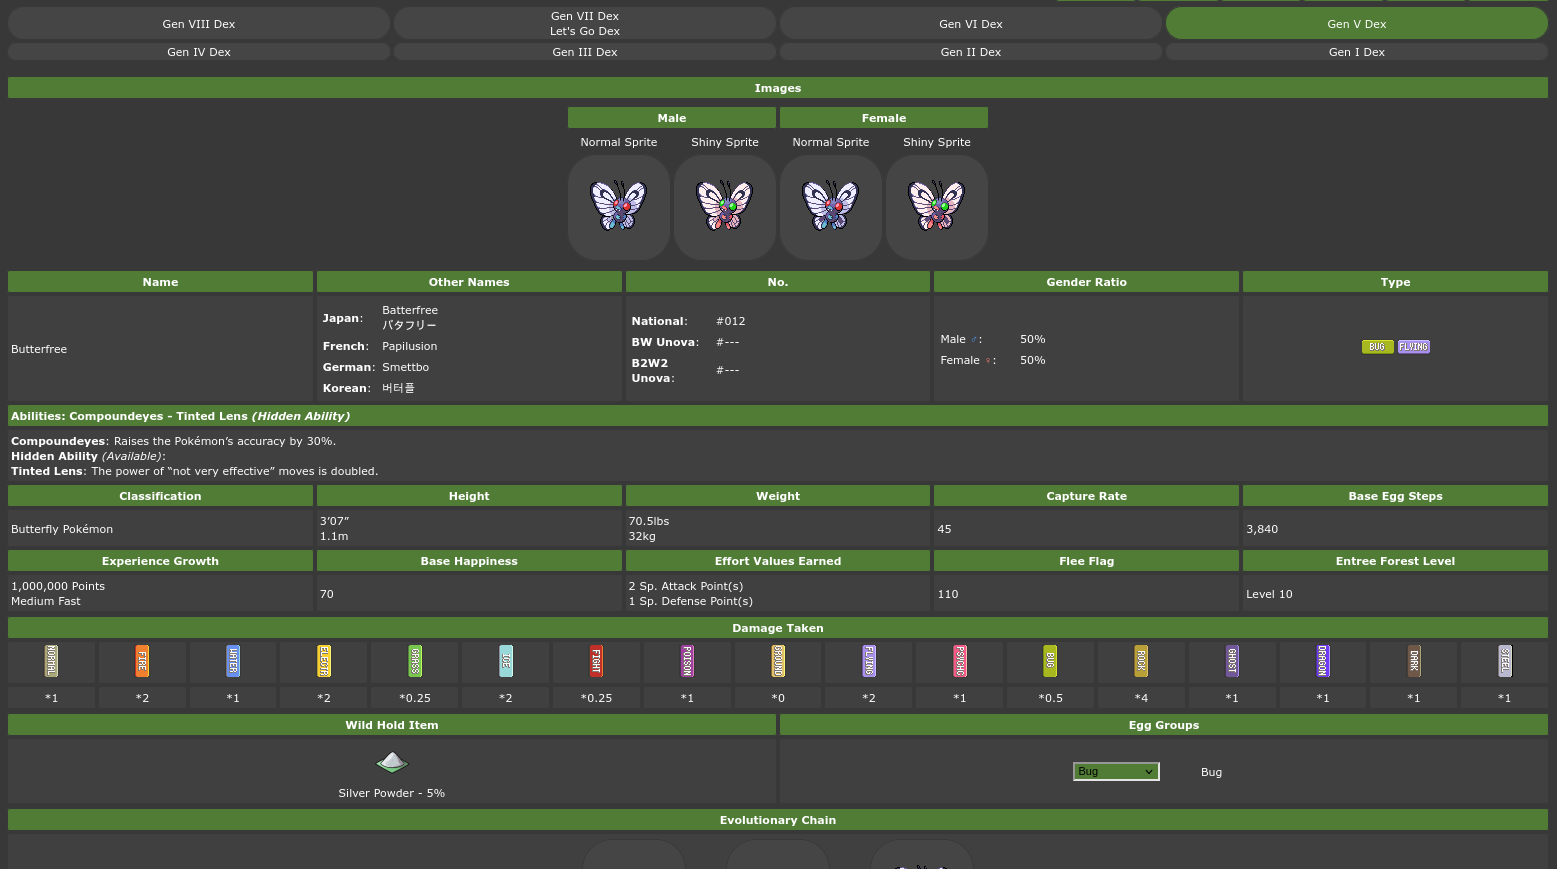 Gen VIII Dex
Gen VII Dex
Let's Go Dex
Gen VI Dex
Gen V Dex
Gen IV Dex
Gen III Dex
Gen II Dex
Gen I Dex
Images
Male
Female
Normal Sprite
Shiny Sprite
Normal Sprite
Shiny Sprite
Name
Other Names
No.
Gender Ratio
Type
Butterfree
Japan: Batterfree
バタフリー
French: Papilusion
German: Smettbo
Korean: 버터플
National: #012
BW Unova: #---
B2W2
Unova: #---
Male ♂: 50%
Female ♀: 50%
BUG FLYING
Abilities: Compoundeyes - Tinted Lens (Hidden Ability)
Compoundeyes: Raises the Pokémon’s accuracy by 30%.
Hidden Ability (Available):
Tinted Lens: The power of “not very effective” moves is doubled.
Classification
Height
Weight
Capture Rate
Base Egg Steps
Butterfly Pokémon
3’07”
1.1m
70.5lbs
32kg
45
3,840
Experience Growth
Base Happiness
Effort Values Earned
Flee Flag
Entree Forest Level
1,000,000 Points
Medium Fast
70
2 Sp. Attack Point(s)
1 Sp. Defense Point(s)
110
Level 10
Damage Taken
NORMAL
FIRE
WATER
ELECTR
GRASS
ICE
FIGHT
POISON
GROUND
FLYING
PSYCHC
BUG
ROCK
GHOST
DRAGON
DARK
STEEL
*1
*2
*1
*2
*0.25
*2
*0.25
*1
*0
*2
*1
*0.5
*4
*1
*1
*1
*1
Wild Hold Item
Egg Groups
Silver Powder - 5%
Bug
Bug
Evolutionary Chain